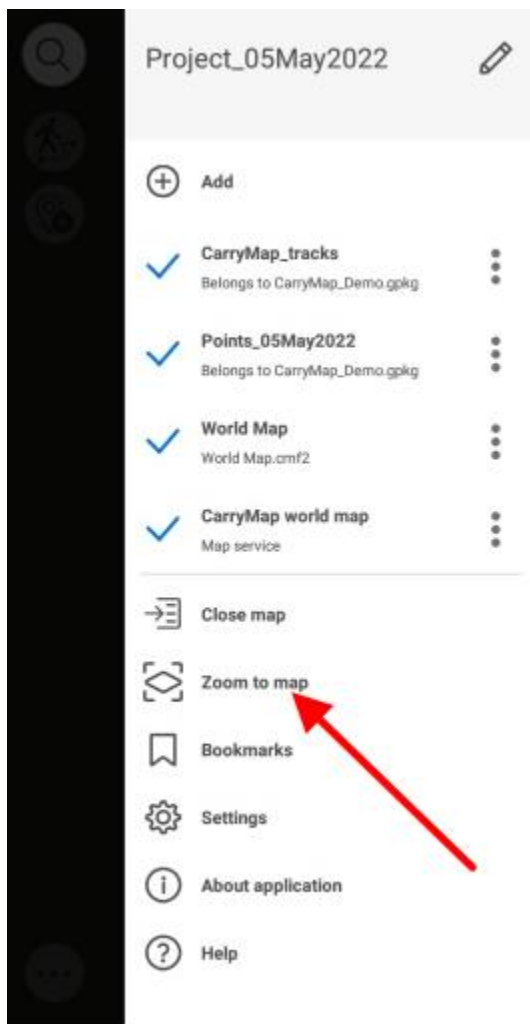 Project_05May2022
Add
CarryMap_tracks
Belongs to CarryMap_Demo.gpkg
Points_05May2022
Belongs to CarryMap_Demo.gpkg
World Map
World Map.cmf2
CarryMap world map
Map service
Close map
Zoom to map
Bookmarks
Settings
About application
Help